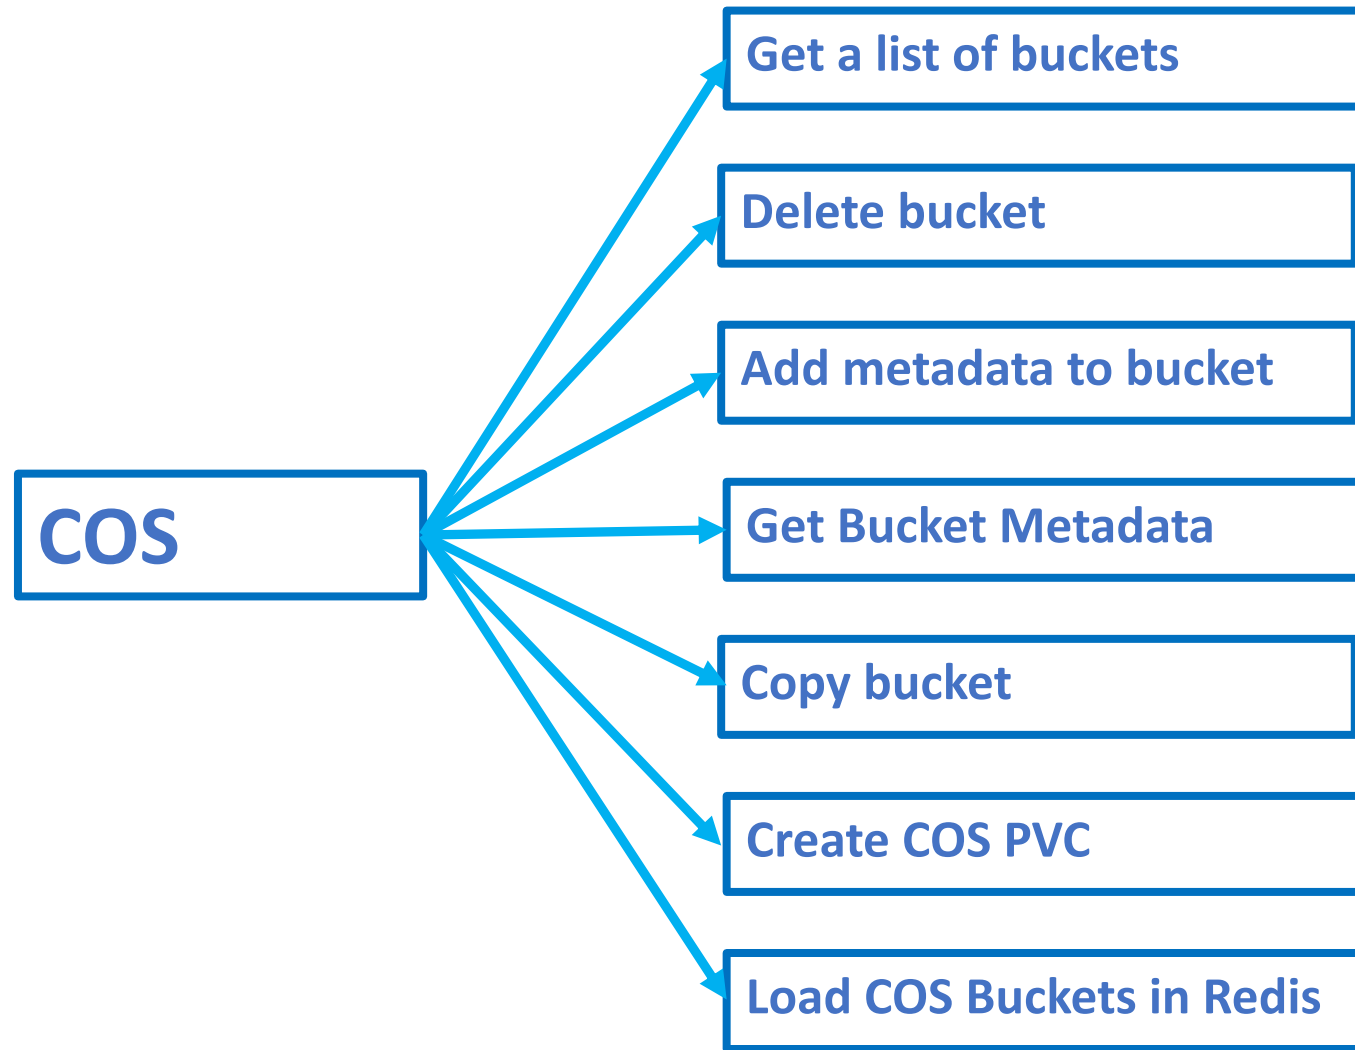 Get a list of buckets
Delete bucket
Add metadata to bucket
COS
Get Bucket Metadata
Copy bucket
Create COS PVC
Load COS Buckets in Redis